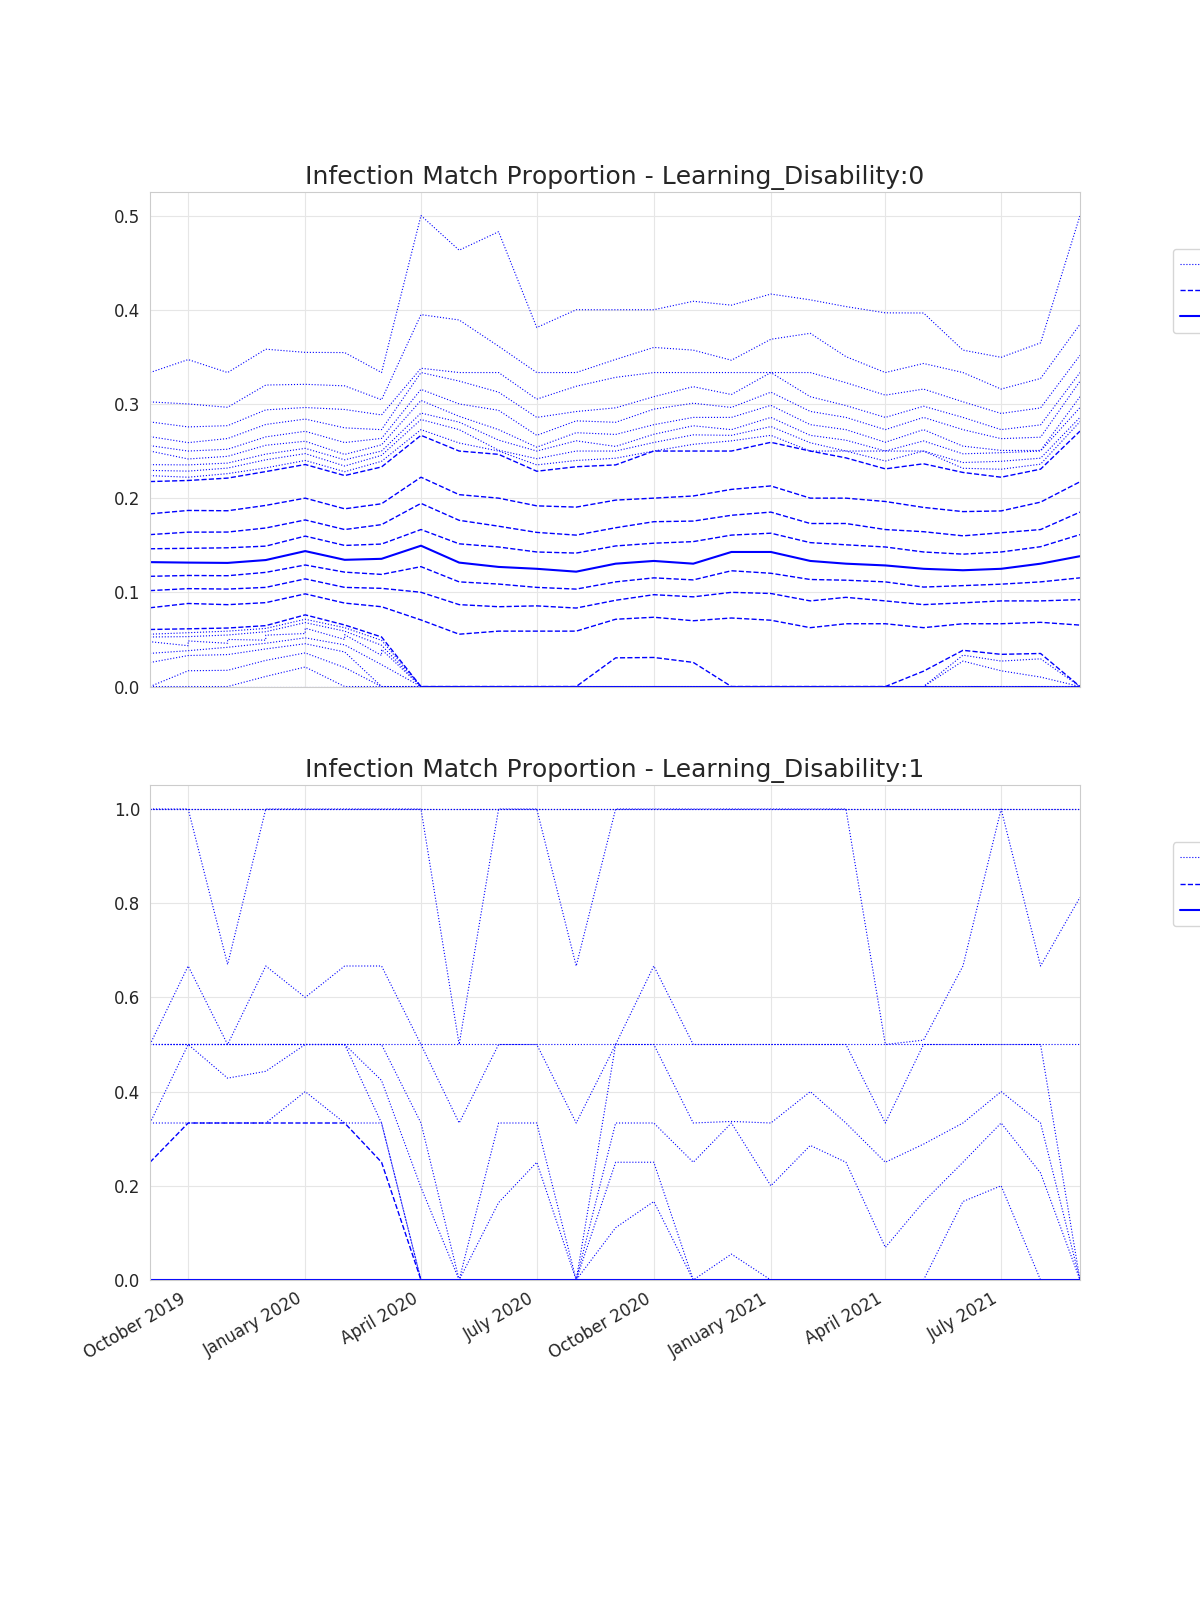 Infection Match Proportion - Learning_Disability:0
0.5
0.4
0.3
0.2
0.1
0.0
Infection Match Proportion - Learning_Disability:1
1.0
0.8
0.6
0.4
0.2
0.0
October 2019
January 2020
April 2020
July 2020
October 2020
January 2021
April 2021
July 2021